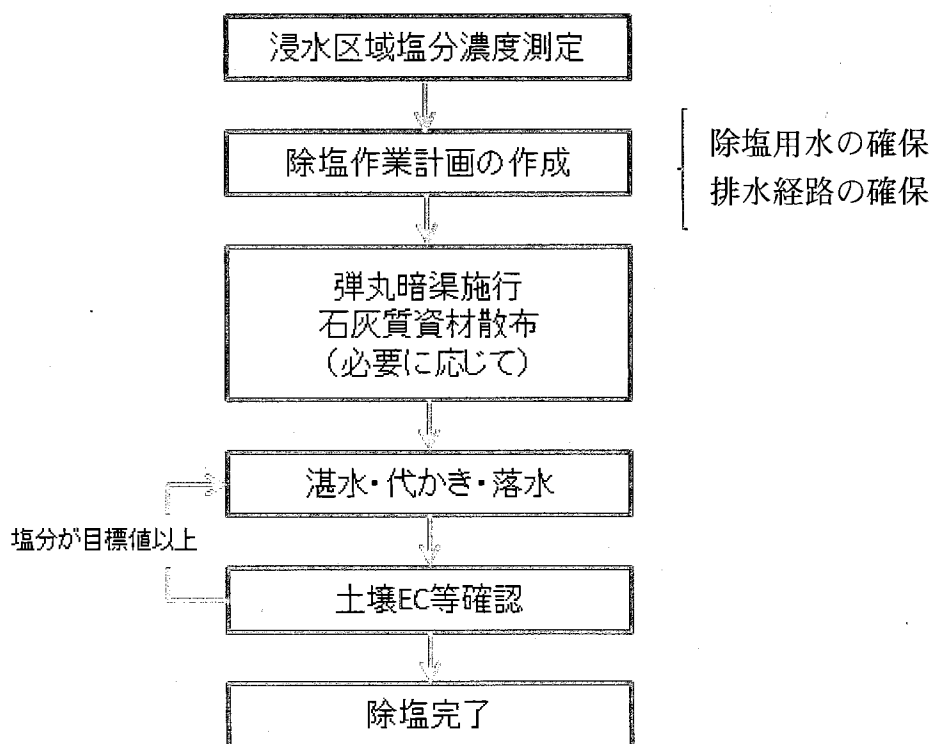 浸水区域塩分濃度測定
除塩作業計画の作成
除塩用水の確保
排水経路の確保
弾丸暗渠施行
石灰質資材散布
（必要に応じて）
湛水・代かき・落水
塩分が目標値以上
土壌EC等確認
除塩完了